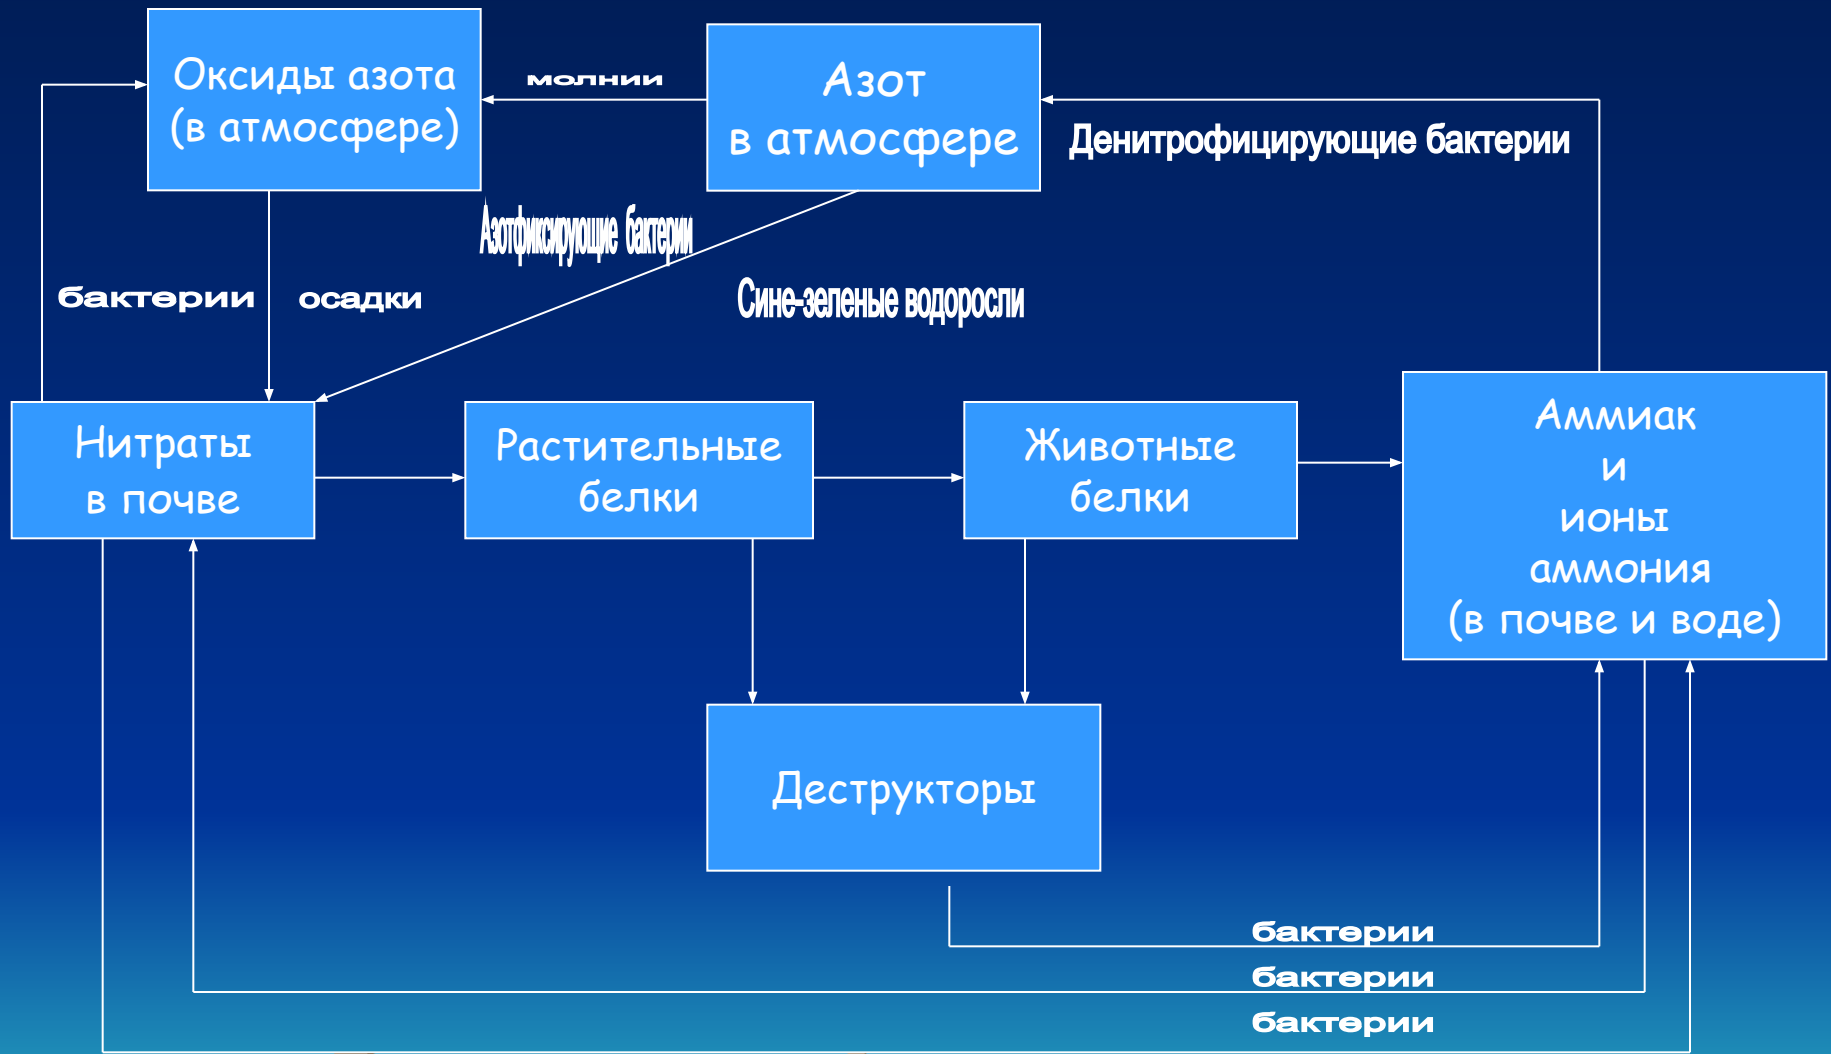 Оксиды азота
(в атмосфере)
молнии
Азот
в атмосфере
Денитрофицирующие бактерии
Азотфиксирующие бактерии
бактерии
осадки
Сине-зеленые водоросли
Нитраты
в почве
Растительные
белки
Животные
белки
Аммиак
и
ионы
аммония
(в почве и воде)
Деструкторы
бактерии
бактерии
бактерии